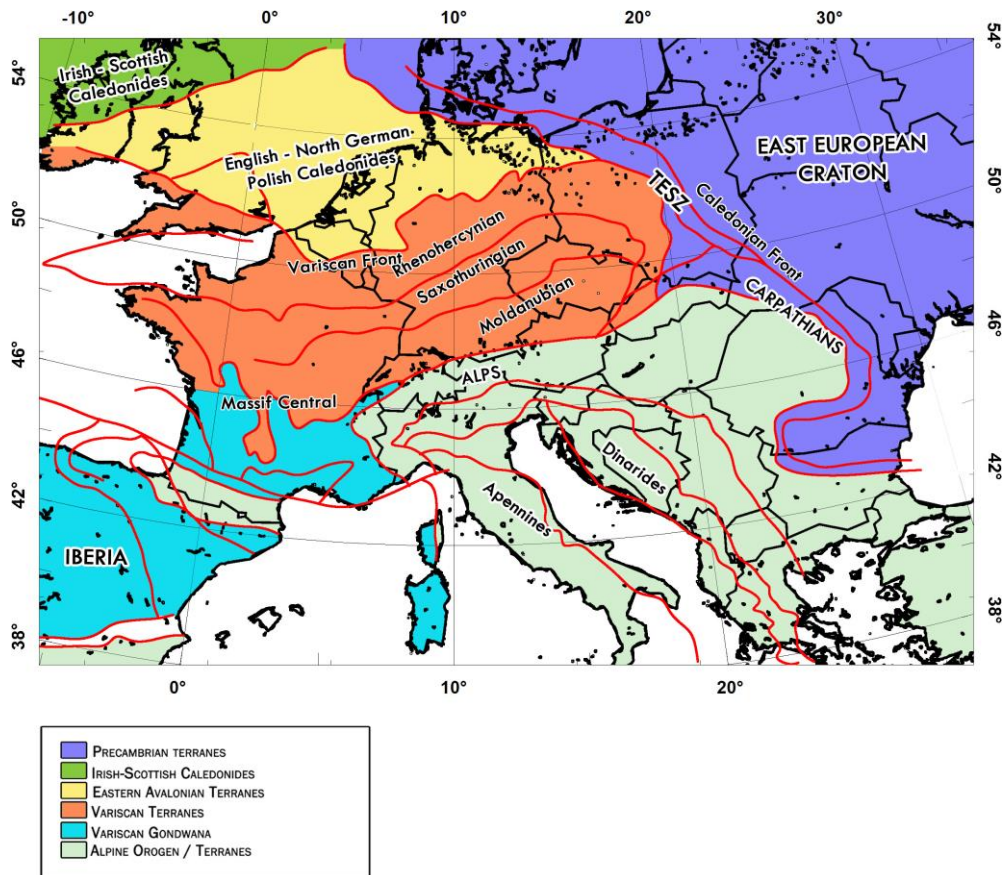 -10° 0° 10° 20° 30°
54°
54°
Irish - Scottish
Caledonides
English - North German
Polish Caledonides
EAST EUROPEAN
CRATON
50°
50°
TESZ
Caledonian Front
Variscan Front
Rhenohercynian
Saxothuringian
Moldanubian
CARPATHIANS
46°
46°
ALPS
Massif Central
42°
42°
Dinarides
Apennines
IBERIA
38°
38°
0° 10° 20°
PRECAMBRIAN TERRANES
IRISH-SCOTTISH CALEDONIDES
EASTERN AVALONIAN TERRANES
VARISCAN TERRANES
VARISCAN GONDWANA
ALPINE OROGEN / TERRANES